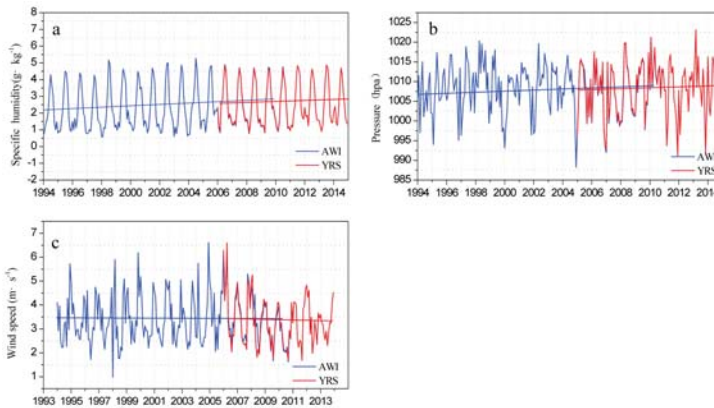 a
Specific humidity(g· kg⁻¹)
8
7
6
5
4
3
2
1
0
-1
-2
AWI
YRS
1994 1996 1998 2000 2002 2004 2006 2008 2010 2012 2014
b
Pressure (hpa)
1025
1020
1015
1010
1005
1000
995
990
985
AWI
YRS
1994 1996 1998 2000 2002 2004 2006 2008 2010 2012 2014
c
Wind speed (m· s⁻¹)
7
6
5
4
3
2
1
AWI
YRS
1993 1995 1997 1999 2001 2003 2005 2007 2009 2011 2013